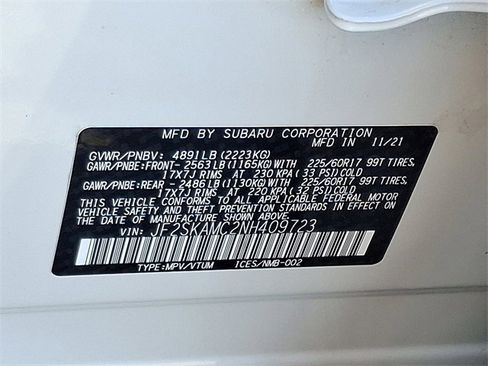 MFD BY SUBARU CORPORATION
GVWR/PNBV: 4891LB(2223KG) MFD IN 11/21
GAWR/PNBE:FRONT- 2563LB(1165KG)WITH 225/60R17 99T TIRES,
17X7J RIMS AT 230 KPA( 33 PSI)COLD
GAWR/PNBE:REAR - 2486LB(1130KG)WITH 225/60R17 99T TIRES,
17X7J RIMS AT 220 KPA( 32 PSI)COLD
THIS VEHICLE CONFORMS TO ALL APPLICABLE FEDERAL MOTOR
VEHICLE SAFETY STANDARDS IN EFFECT
ON THE DATE OF MANUFACTURE SHOWN ABOVE.
VIN: JF2SKAMC2NH409723
TYPE:MPV/VTUM ICES/NMB-002